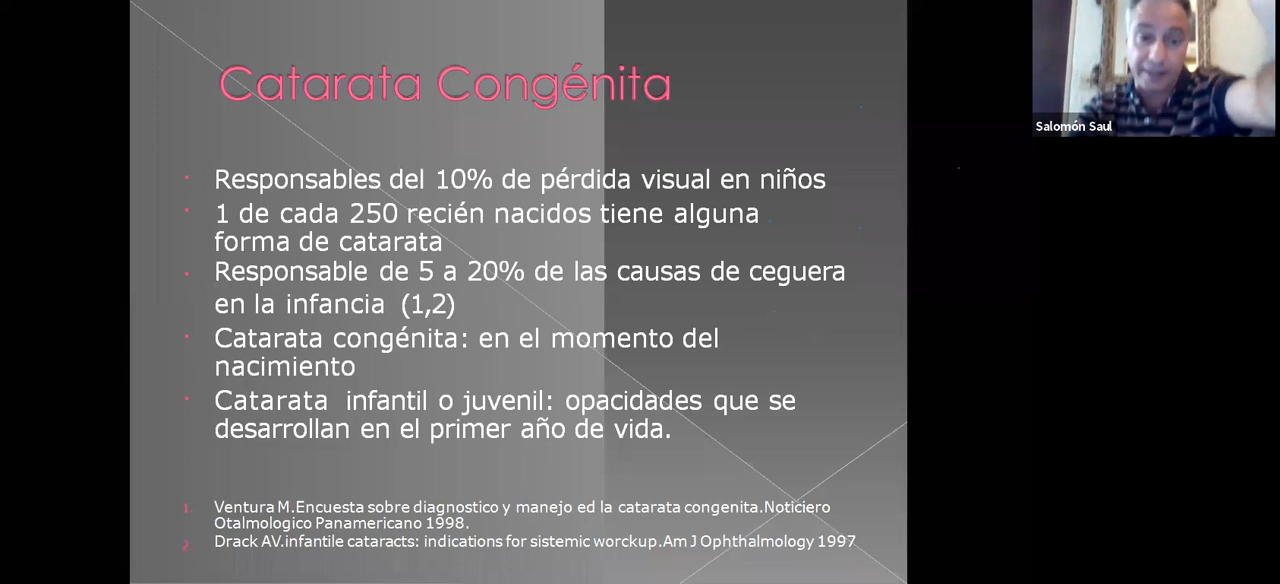 Catarata Congénita
Responsables del 10% de pérdida visual en niños
1 de cada 250 recién nacidos tiene alguna
forma de catarata
Responsable de 5 a 20% de las causas de ceguera
en la infancia (1,2)
Catarata congénita: en el momento del
nacimiento
Catarata infantil o juvenil: opacidades que se
desarrollan en el primer año de vida.
1. Ventura M.Encuesta sobre diagnostico y manejo ed la catarata congenita.Noticiero
Otalmologico Panamericano 1998.
2. Drack AV.infantile cataracts: indications for sistemic worckup.Am J Ophthalmology 1997
Salomón Saul